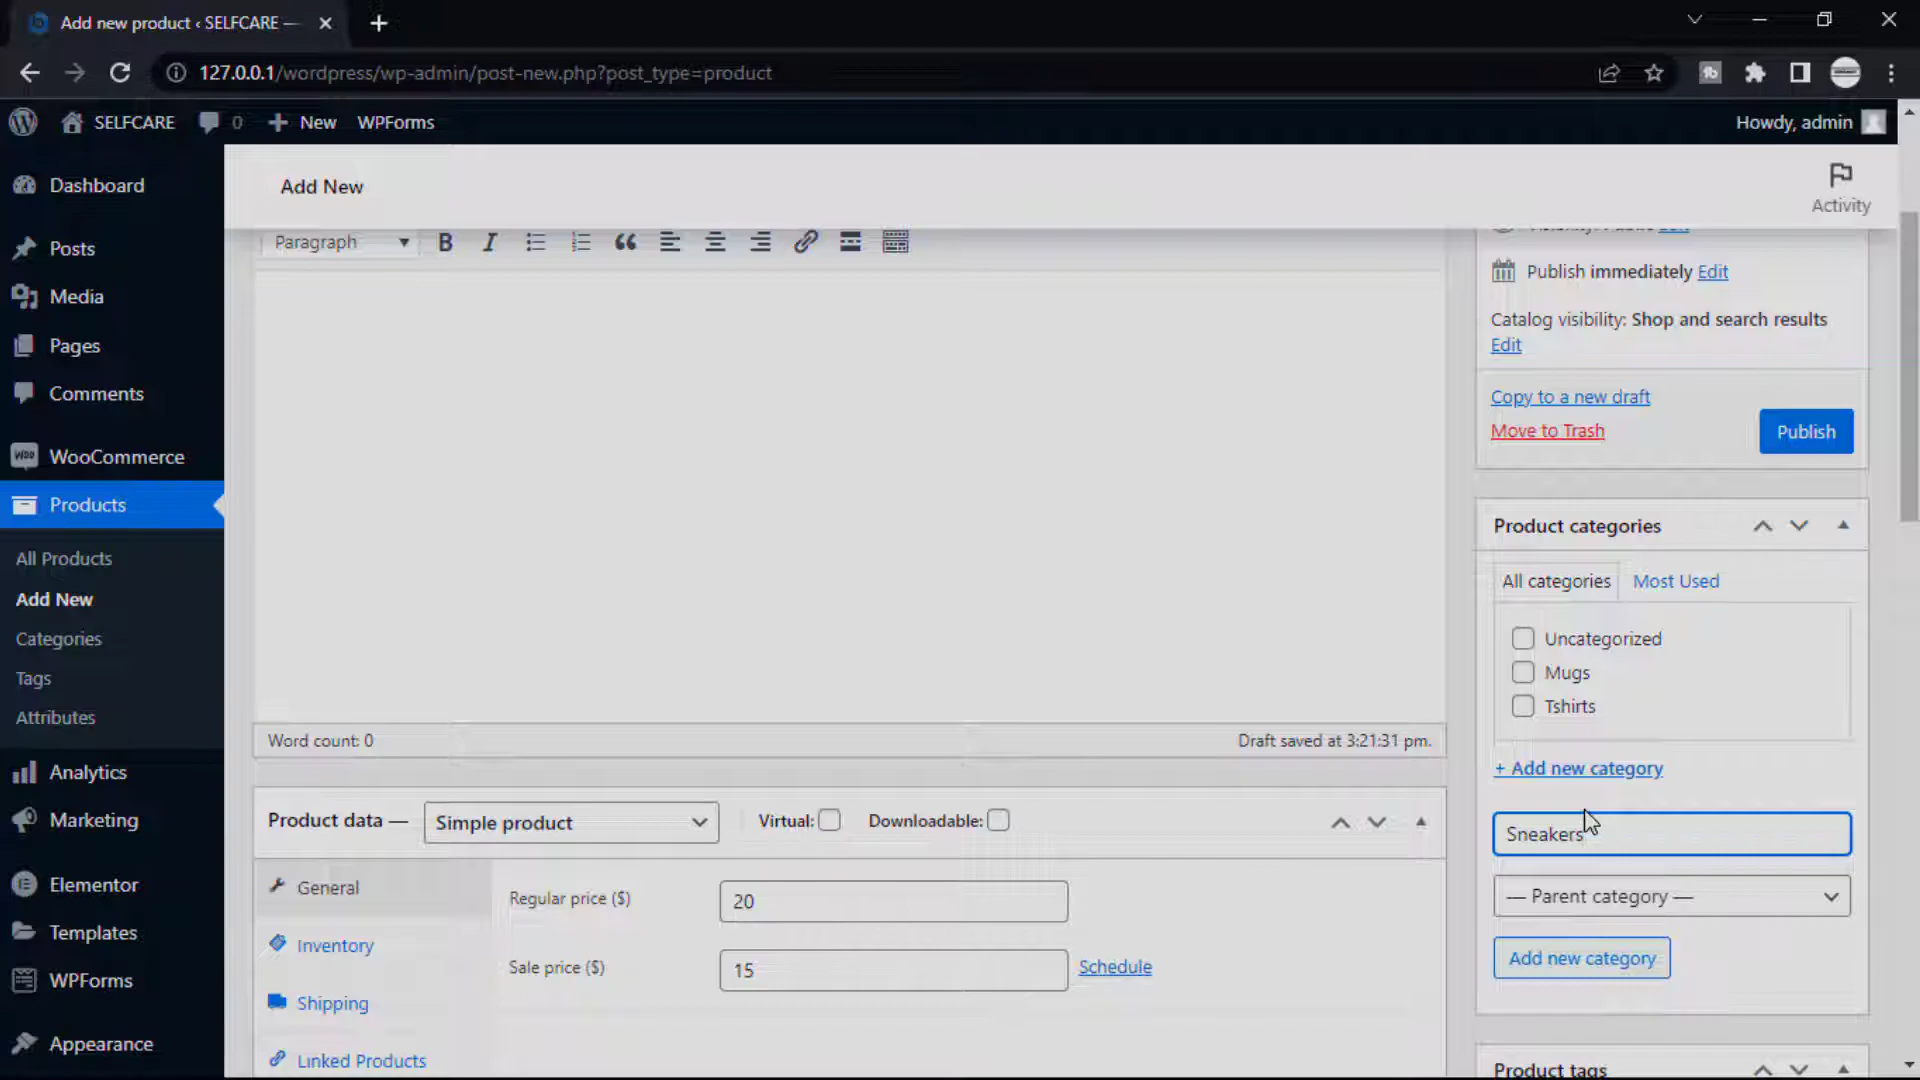 Add new product ‹ SELFCARE —
127.0.0.1/wordpress/wp-admin/post-new.php?post_type=product
SELFCARE 0 New WPForms Howdy, admin
Dashboard
Posts
Media
Pages
Comments
WooCommerce
Products
All Products
Add New
Categories
Tags
Attributes
Analytics
Marketing
Elementor
Templates
WPForms
Appearance
Add New
Activity
Paragraph
Word count: 0 Draft saved at 3:21:31 pm.
Product data — Simple product Virtual: Downloadable:
General
Inventory
Shipping
Linked Products
Regular price ($) 20
Sale price ($) 15 Schedule
Publish immediately Edit
Catalog visibility: Shop and search results
Edit
Copy to a new draft
Move to Trash
Publish
Product categories
All categories Most Used
Uncategorized
Mugs
Tshirts
+ Add new category
Sneakers
— Parent category —
Add new category
Product tags